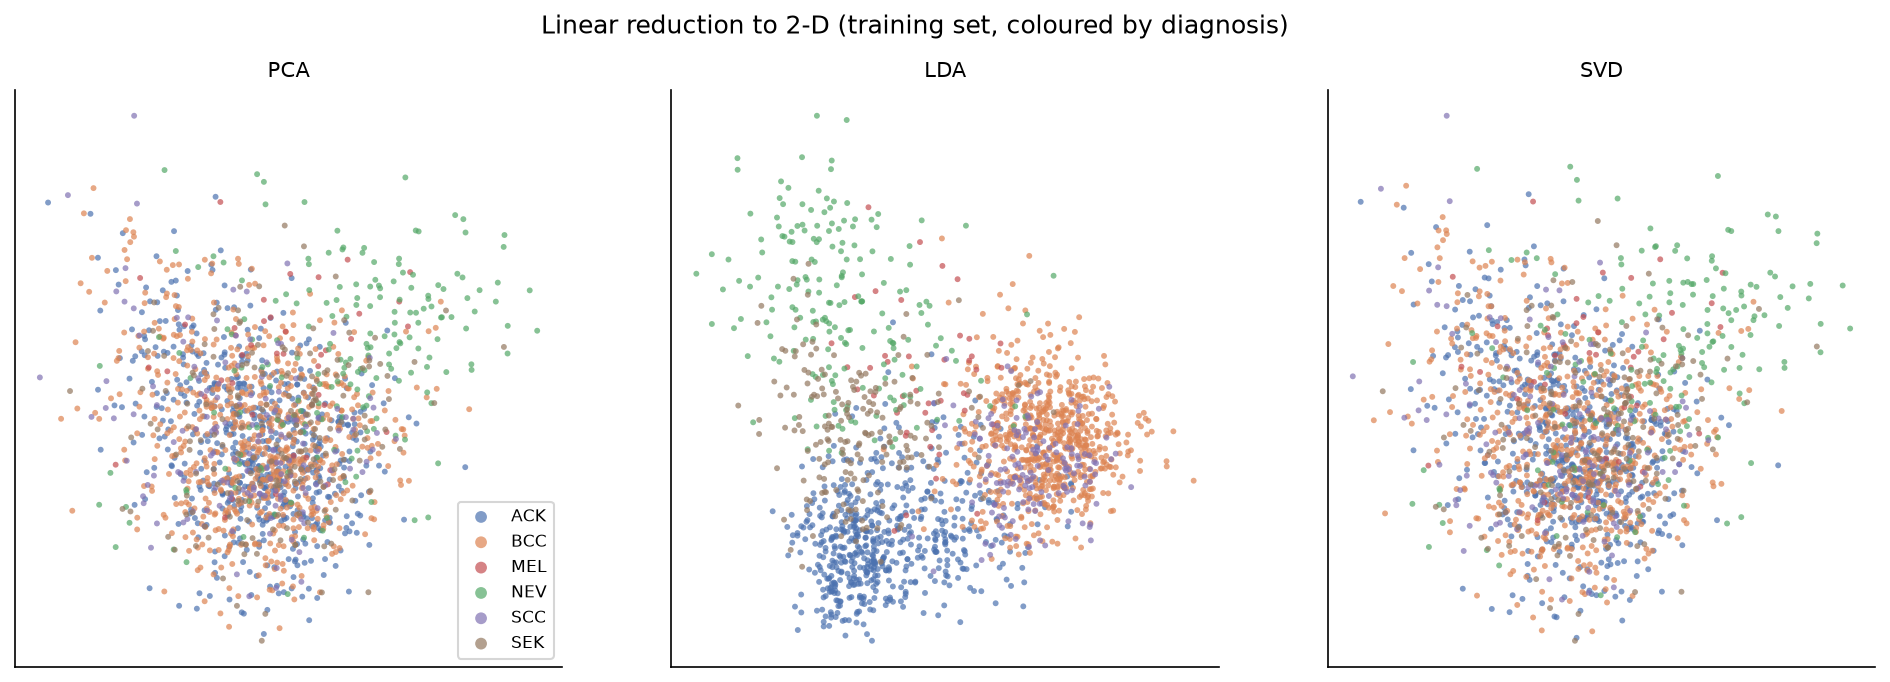 Linear reduction to 2-D (training set, coloured by diagnosis)
PCA
LDA
SVD
ACK
BCC
MEL
NEV
SCC
SEK